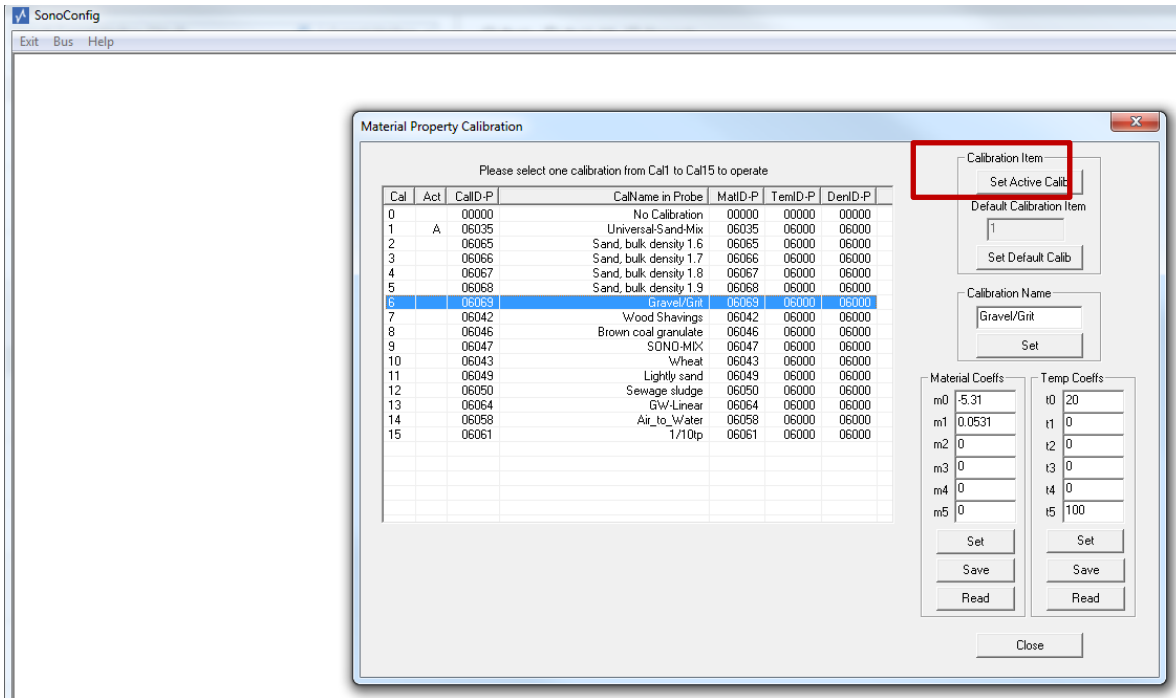 SonoConfig
Exit Bus Help
Material Property Calibration
Please select one calibration from Cal1 to Cal15 to operate
Cal Act CalID-P CalName in Probe MatID-P TemID-P DenID-P
0 00000 No Calibration 00000 00000 00000
1 A 06035 Universal-Sand-Mix 06035 06000 06000
2 06065 Sand, bulk density 1.6 06065 06000 06000
3 06066 Sand, bulk density 1.7 06066 06000 06000
4 06067 Sand, bulk density 1.8 06067 06000 06000
5 06068 Sand, bulk density 1.9 06068 06000 06000
6 06069 Gravel/Grit 06069 06000 06000
7 06042 Wood Shavings 06042 06000 06000
8 06046 Brown coal granulate 06046 06000 06000
9 06047 SONO-MIX 06047 06000 06000
10 06043 Wheat 06043 06000 06000
11 06049 Lightly sand 06049 06000 06000
12 06050 Sewage sludge 06050 06000 06000
13 06064 GW-Linear 06064 06000 06000
14 06058 Air_to_Water 06058 06000 06000
15 06061 1/10tp 06061 06000 06000
Calibration Item
Set Active Calib
Default Calibration Item
1
Set Default Calib
Calibration Name
Gravel/Grit
Set
Material Coeffs
m0 -5.31
m1 0.0531
m2 0
m3 0
m4 0
m5 0
Set
Save
Read
Temp Coeffs
t0 20
t1 0
t2 0
t3 0
t4 0
t5 100
Set
Save
Read
Close